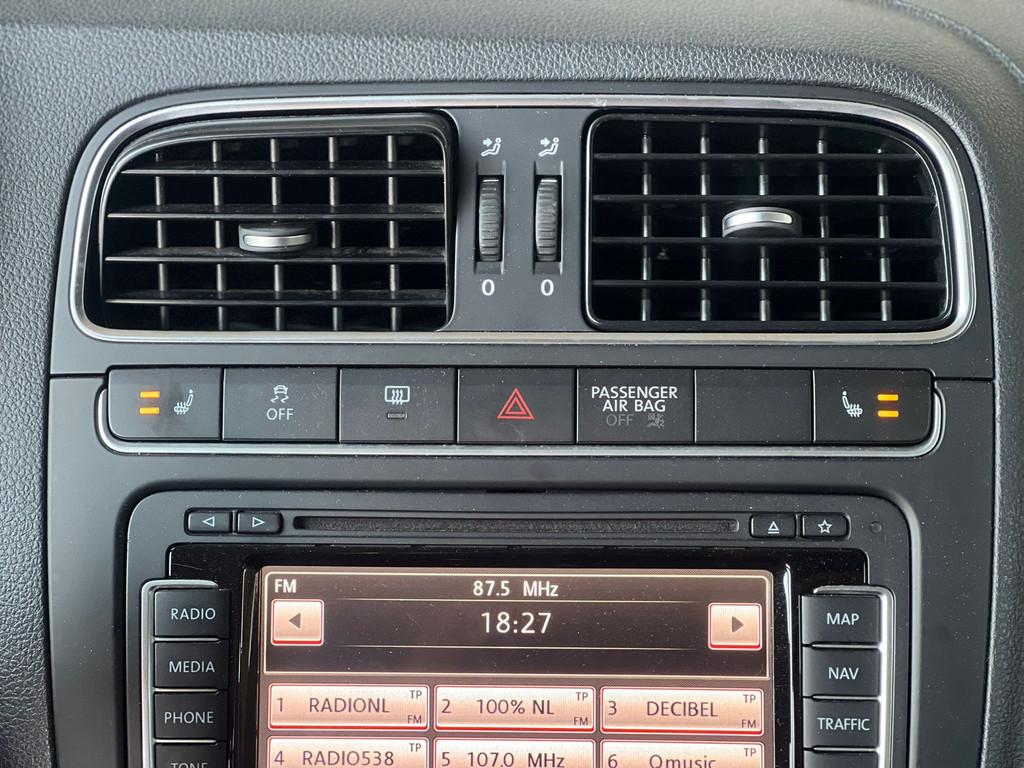 0 0
OFF
PASSENGER
AIR BAG
OFF
FM 87.5 MHz
18:27
RADIO
MEDIA
PHONE
TONE
1 RADIONL TP FM
2 100% NL TP FM
3 DECIBEL TP FM
4 RADIO538 TP
5 107.0 MHz
6 Qmusic TP
MAP
NAV
TRAFFIC